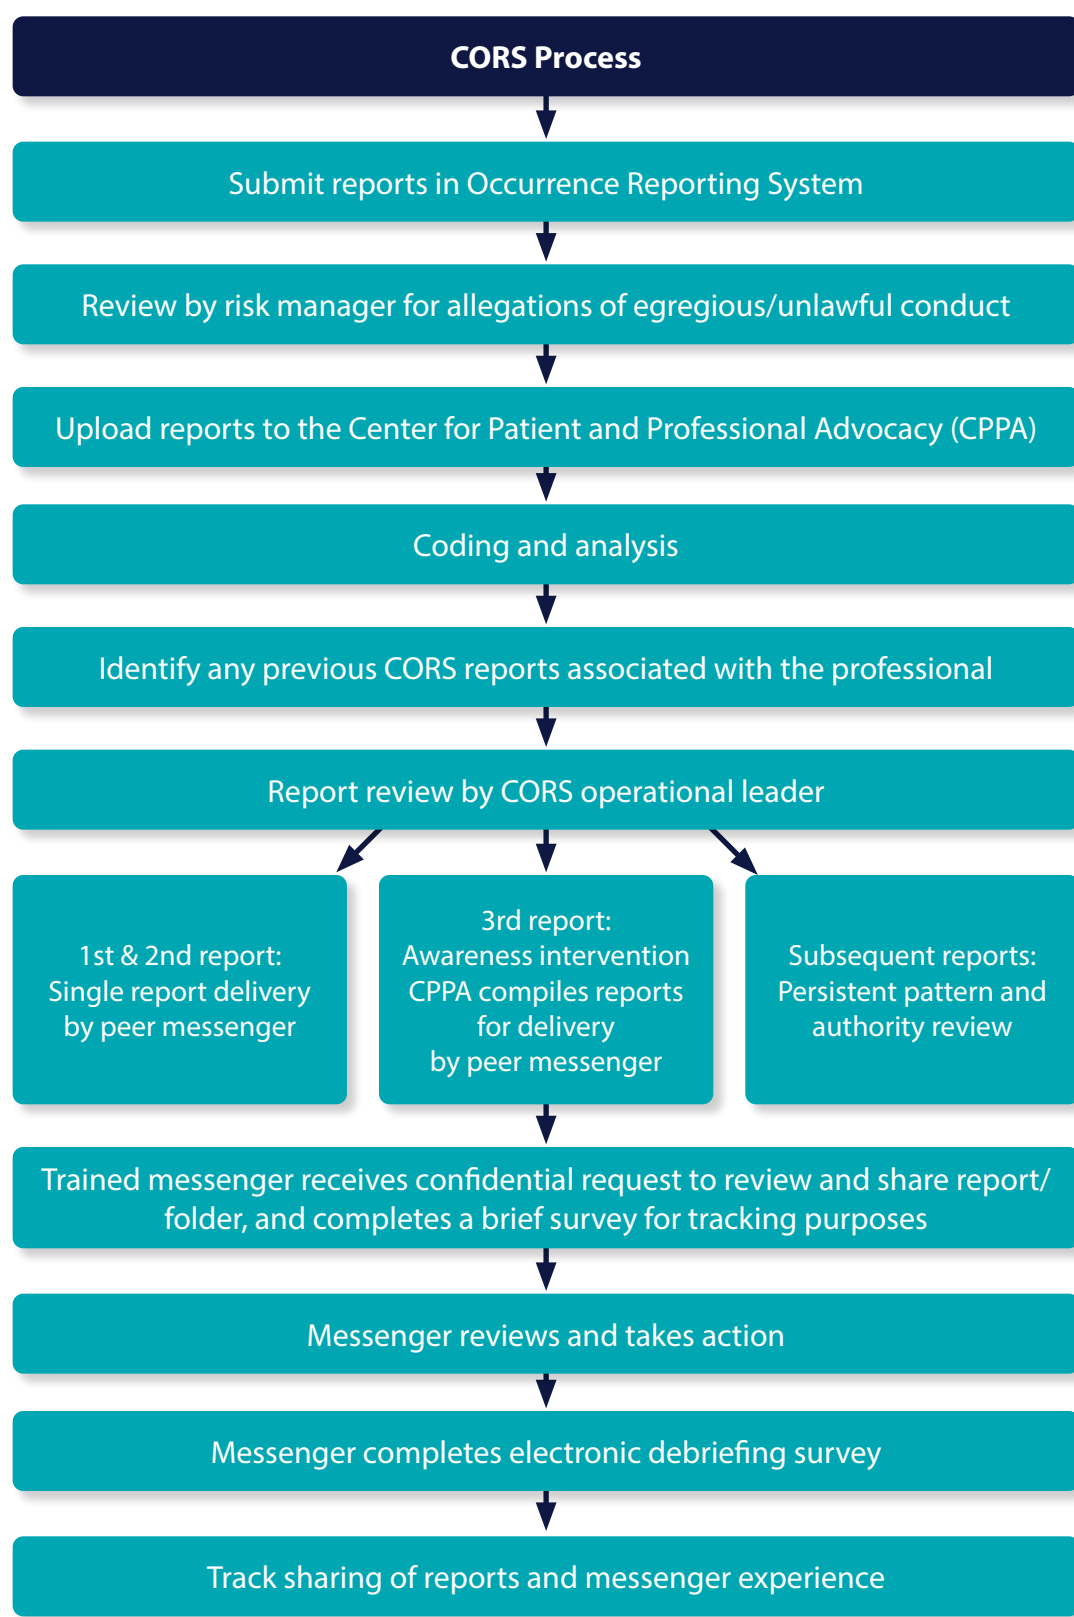 CORS Process
Submit reports in Occurrence Reporting System
Review by risk manager for allegations of egregious/unlawful conduct
Upload reports to the Center for Patient and Professional Advocacy (CPPA)
Coding and analysis
Identify any previous CORS reports associated with the professional
Report review by CORS operational leader
1st & 2nd report:
Single report delivery
by peer messenger
3rd report:
Awareness intervention
CPPA compiles reports
for delivery
by peer messenger
Subsequent reports:
Persistent pattern and
authority review
Trained messenger receives confidential request to review and share report/
folder, and completes a brief survey for tracking purposes
Messenger reviews and takes action
Messenger completes electronic debriefing survey
Track sharing of reports and messenger experience